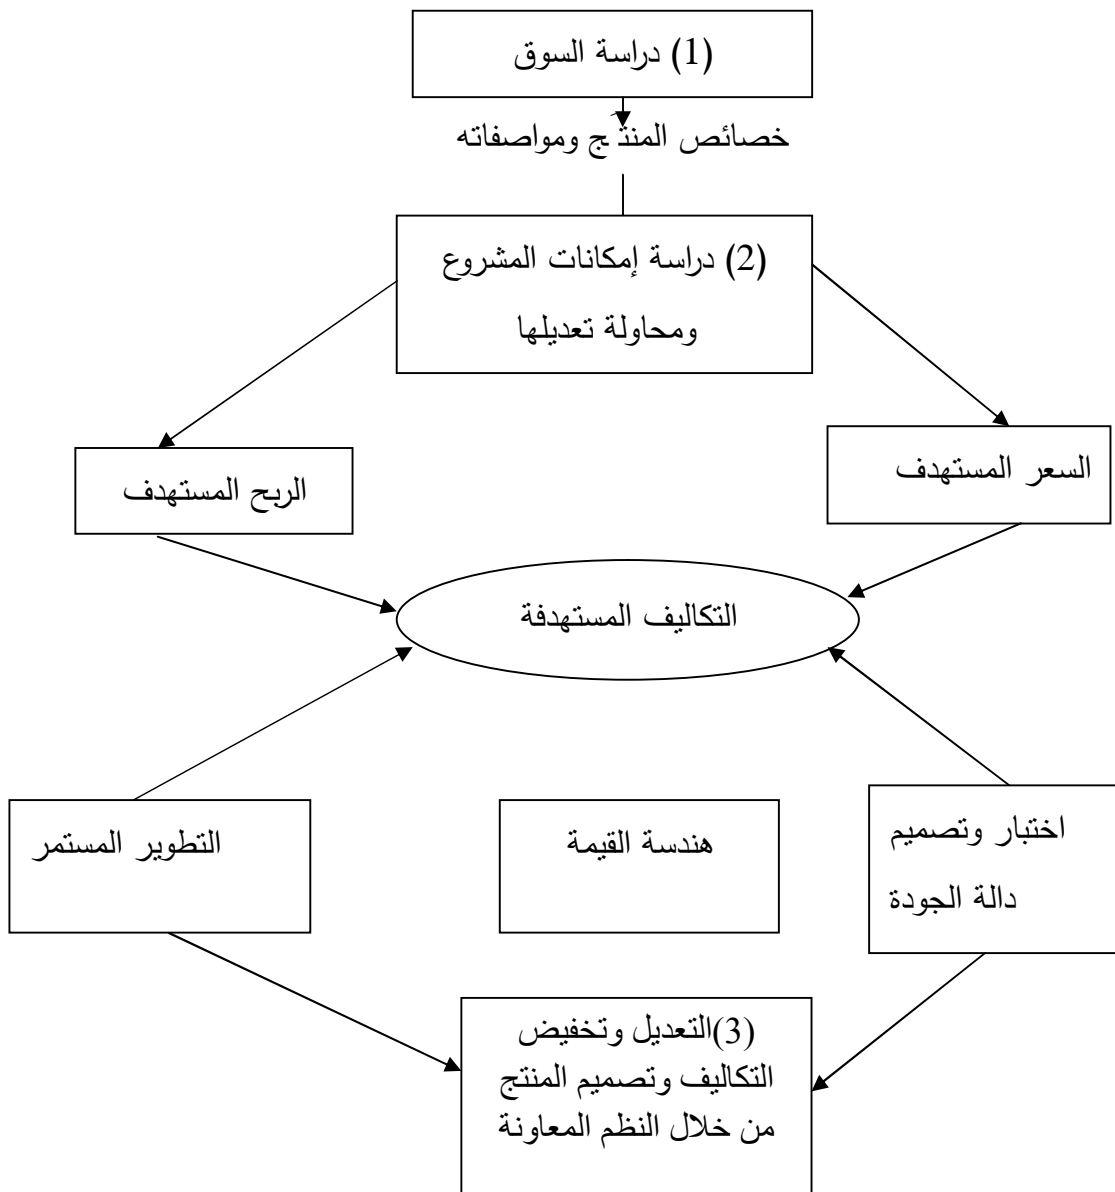 (1) دراسة السوق
خصائص المنتَج ومواصفاته
(2) دراسة إمكانات المشروع
ومحاولة تعديلها
السعر المستهدف
الربح المستهدف
التكاليف المستهدفة
اختبار وتصميم
دالة الجودة
هندسة القيمة
التطوير المستمر
(3)التعديل وتخفيض
التكاليف وتصميم المنتج
من خلال النظم المعاونة